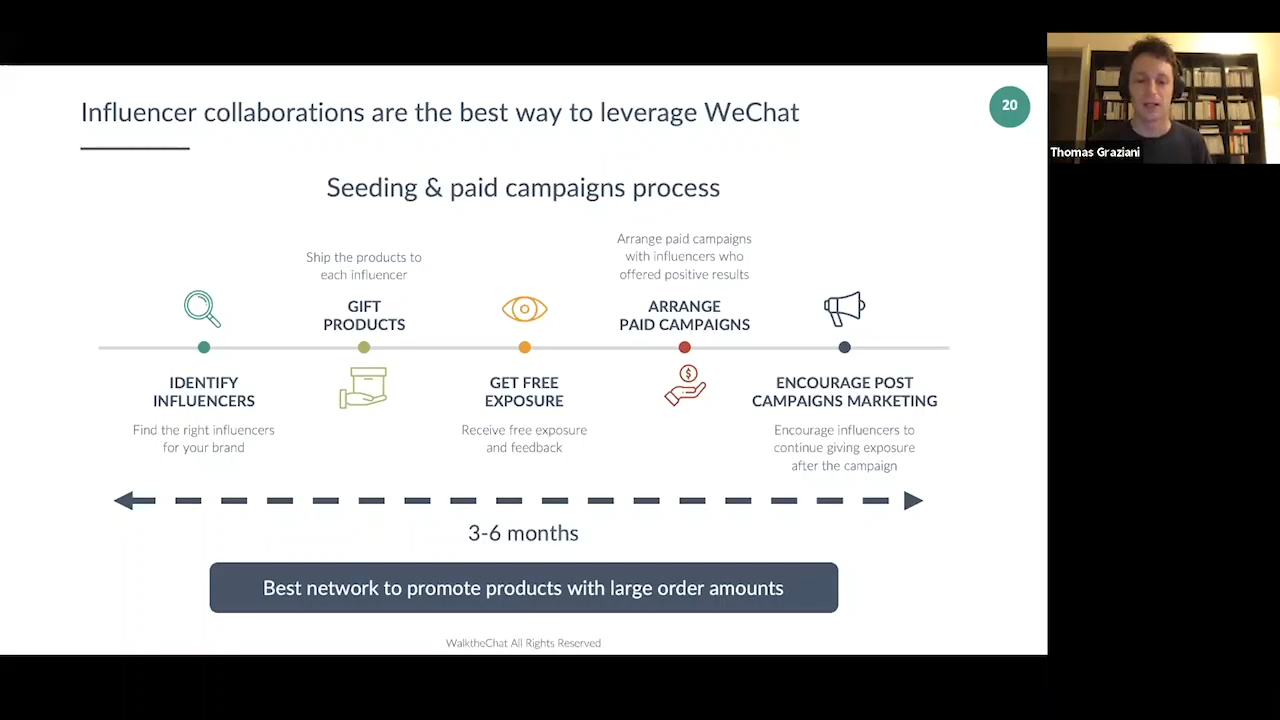 Influencer collaborations are the best way to leverage WeChat
20
Thomas Graziani
Seeding & paid campaigns process
Ship the products to
each influencer
GIFT
PRODUCTS
Arrange paid campaigns
with influencers who
offered positive results
ARRANGE
PAID CAMPAIGNS
IDENTIFY
INFLUENCERS
Find the right influencers
for your brand
GET FREE
EXPOSURE
Receive free exposure
and feedback
ENCOURAGE POST
CAMPAIGNS MARKETING
Encourage influencers to
continue giving exposure
after the campaign
3-6 months
Best network to promote products with large order amounts
WalktheChat All Rights Reserved